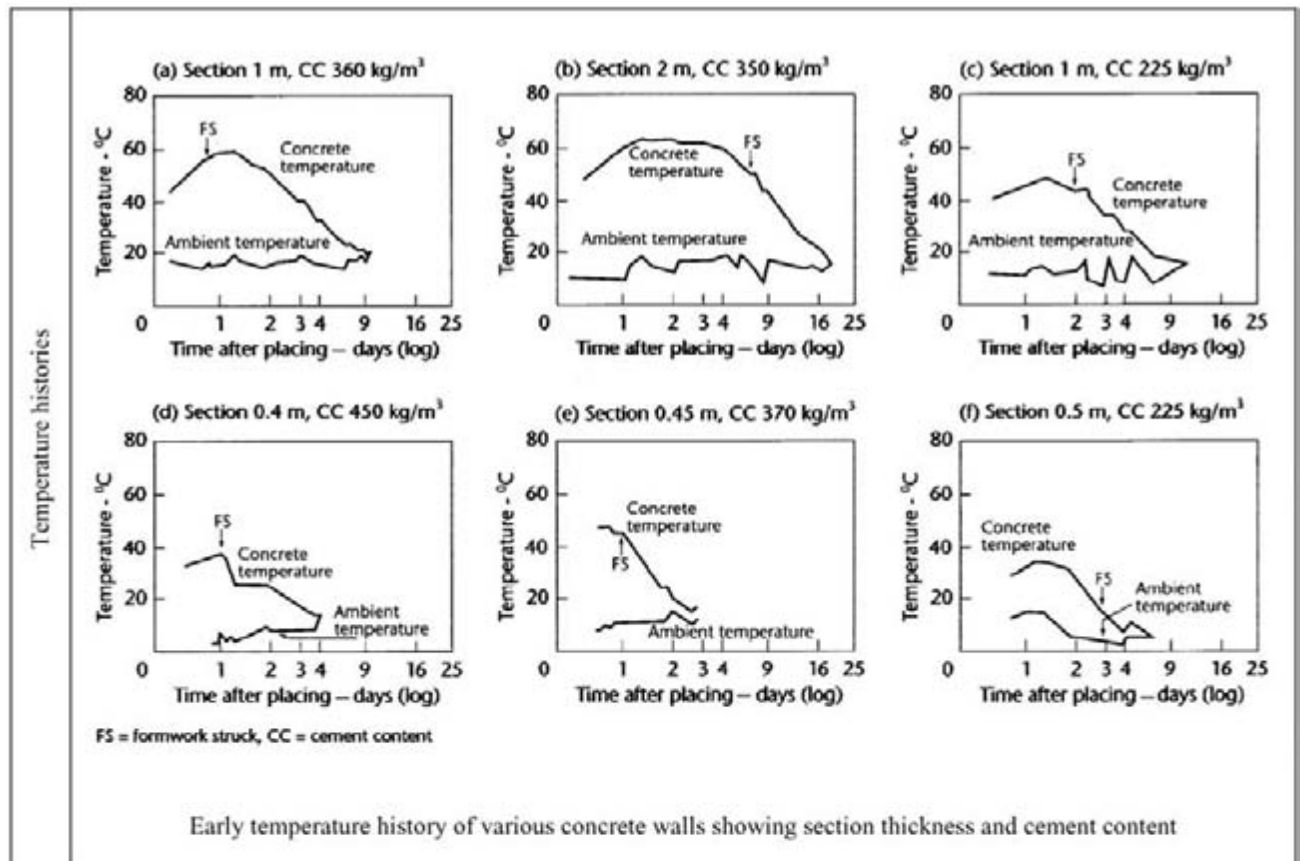 Temperature histories
(a) Section 1 m, CC 360 kg/m³
80
60
40
20
0
Temperature - ⁰C
FS
Concrete
temperature
Ambient temperature
1 2 3 4 9 16 25
Time after placing – days (log)
(b) Section 2 m, CC 350 kg/m³
80
60
40
20
0
Temperature - ⁰C
FS
Concrete
temperature
Ambient temperature
1 2 3 4 9 16 25
Time after placing – days (log)
(c) Section 1 m, CC 225 kg/m³
80
60
40
20
0
Temperature - ⁰C
FS
Concrete
temperature
Ambient temperature
1 2 3 4 9 16 25
Time after placing – days (log)
(d) Section 0.4 m, CC 450 kg/m³
80
60
40
20
0
Temperature - ⁰C
FS
Concrete
temperature
Ambient
temperature
1 2 3 4 9 16 25
Time after placing – days (log)
(e) Section 0.45 m, CC 370 kg/m³
80
60
40
20
0
Temperature - ⁰C
Concrete
temperature
FS
Ambient temperature
1 2 3 4 9 16 25
Time after placing – days (log)
(f) Section 0.5 m, CC 225 kg/m³
80
60
40
20
0
Temperature - ⁰C
Concrete
temperature
FS
Ambient
temperature
1 2 3 4 9 16 25
Time after placing – days (log)
FS = formwork struck, CC = cement content
Early temperature history of various concrete walls showing section thickness and cement content